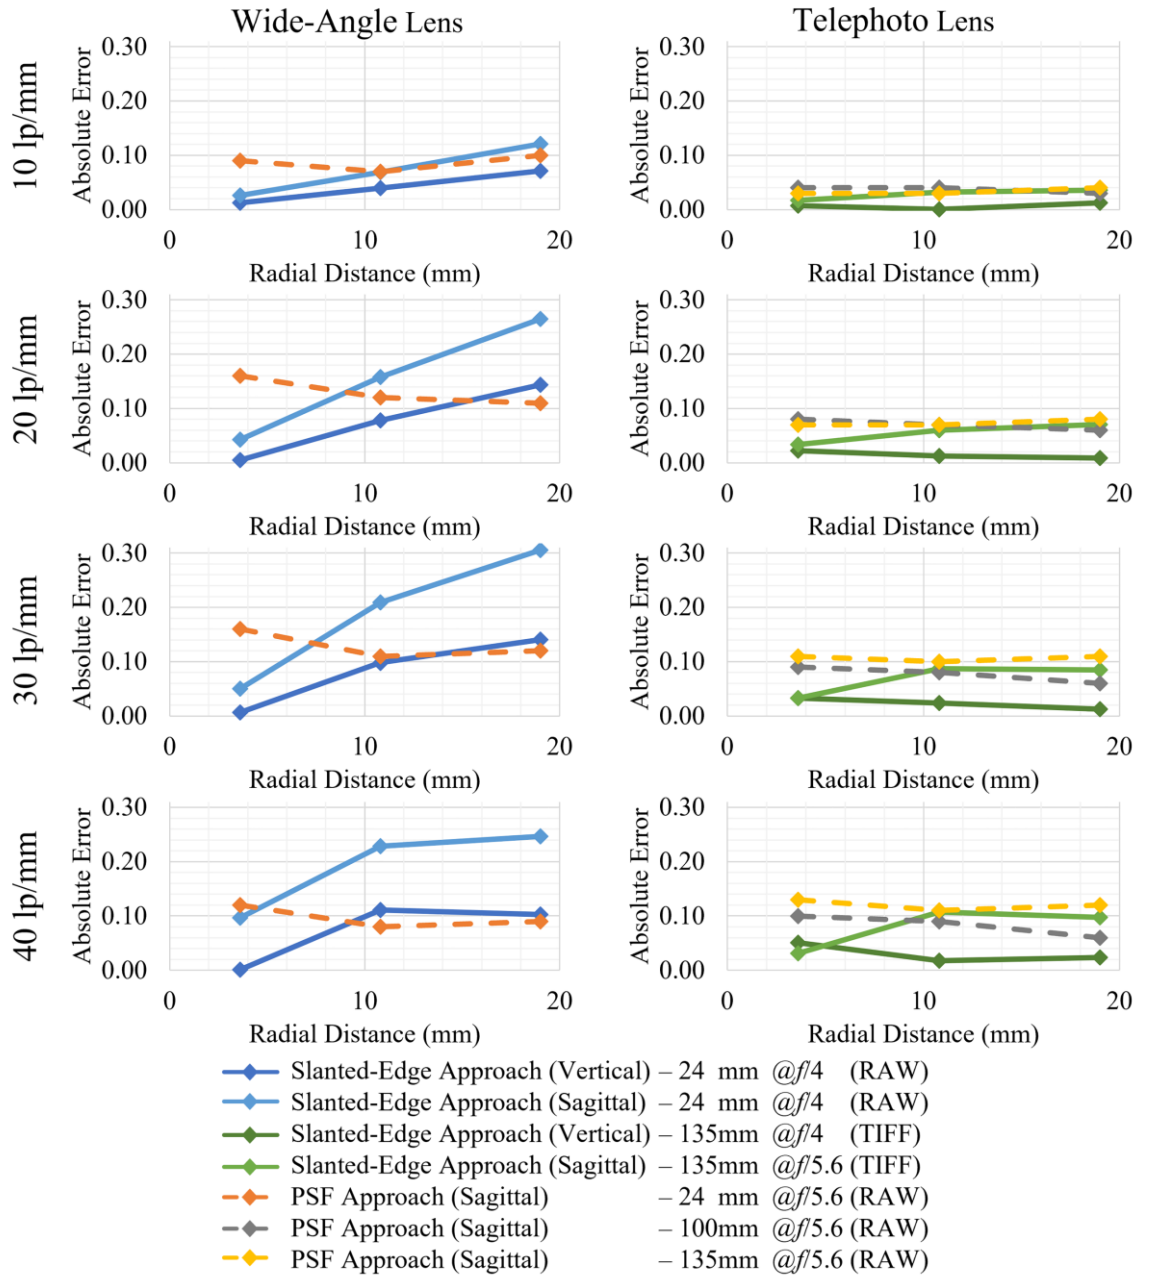 Wide-Angle Lens
Telephoto Lens
10 lp/mm
Absolute Error
0.30
0.20
0.10
0.00
0 10 20
Radial Distance (mm)
Absolute Error
0.30
0.20
0.10
0.00
0 10 20
Radial Distance (mm)
20 lp/mm
Absolute Error
0.30
0.20
0.10
0.00
0 10 20
Radial Distance (mm)
Absolute Error
0.30
0.20
0.10
0.00
0 10 20
Radial Distance (mm)
30 lp/mm
Absolute Error
0.30
0.20
0.10
0.00
0 10 20
Radial Distance (mm)
Absolute Error
0.30
0.20
0.10
0.00
0 10 20
Radial Distance (mm)
40 lp/mm
Absolute Error
0.30
0.20
0.10
0.00
0 10 20
Radial Distance (mm)
Absolute Error
0.30
0.20
0.10
0.00
0 10 20
Radial Distance (mm)
Slanted-Edge Approach (Vertical) – 24 mm @f/4 (RAW)
Slanted-Edge Approach (Sagittal) – 24 mm @f/4 (RAW)
Slanted-Edge Approach (Vertical) – 135mm @f/4 (TIFF)
Slanted-Edge Approach (Sagittal) – 135mm @f/5.6 (TIFF)
PSF Approach (Sagittal) – 24 mm @f/5.6 (RAW)
PSF Approach (Sagittal) – 100mm @f/5.6 (RAW)
PSF Approach (Sagittal) – 135mm @f/5.6 (RAW)